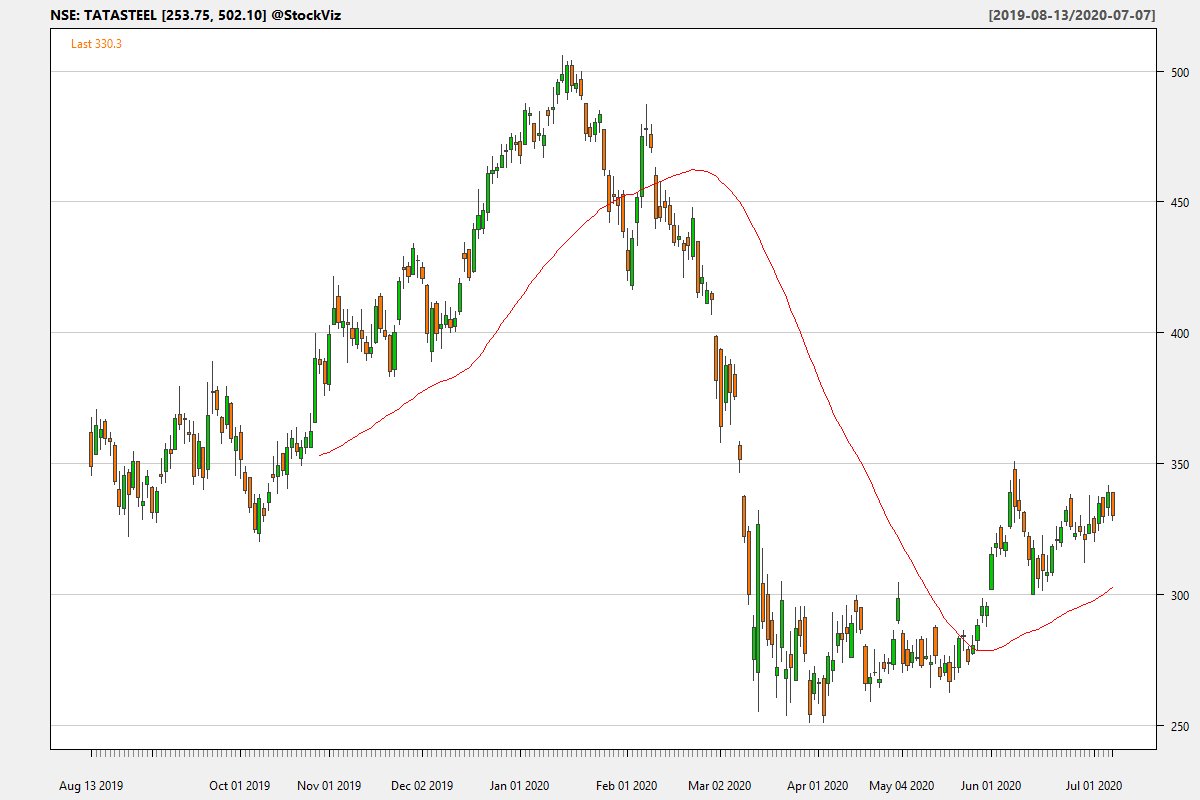 NSE: TATASTEEL [253.75, 502.10] @StockViz [2019-08-13/2020-07-07]
Last 330.3
500
450
400
350
300
250
Aug 13 2019 Oct 01 2019 Nov 01 2019 Dec 02 2019 Jan 01 2020 Feb 01 2020 Mar 02 2020 Apr 01 2020 May 04 2020 Jun 01 2020 Jul 01 2020